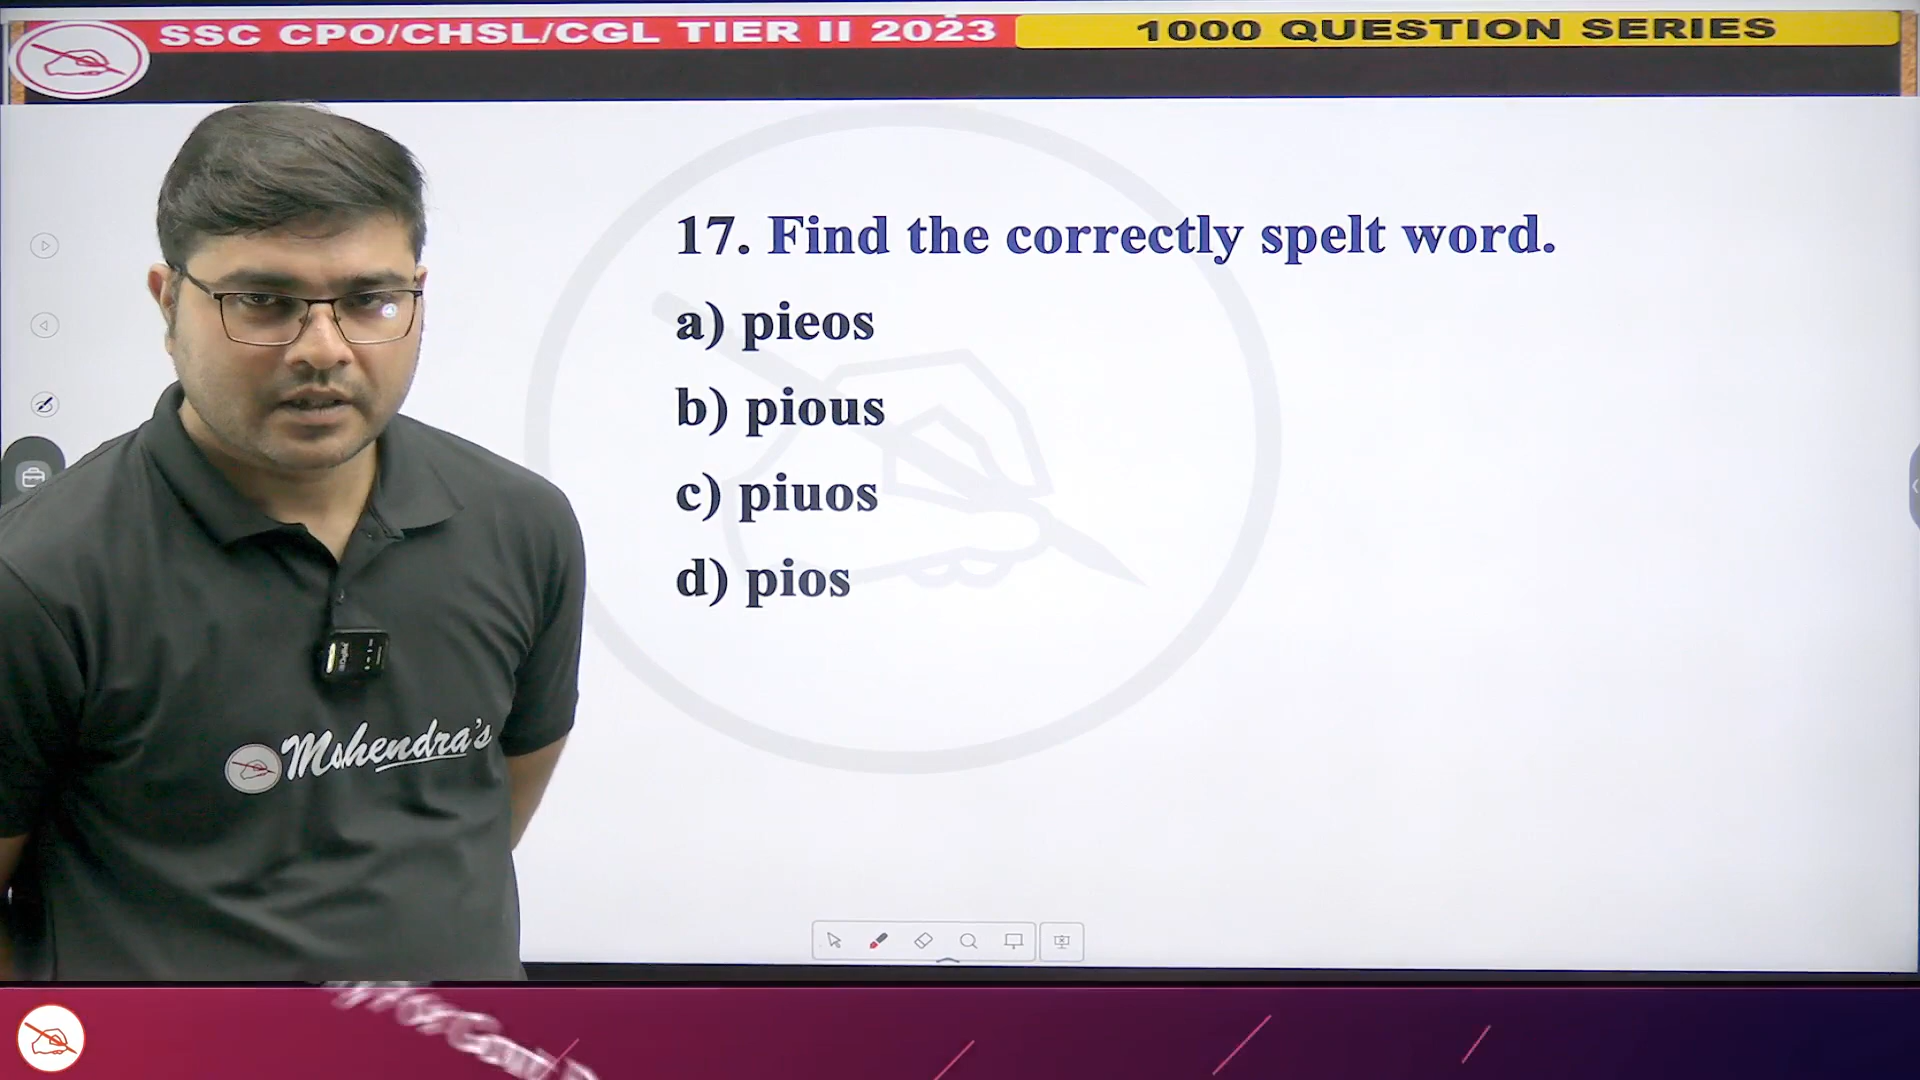 SSC CPO/CHSL/CGL TIER II 2023
1000 QUESTION SERIES
17. Find the correctly spelt word.
a) pieos
b) pious
c) piuos
d) pios
Mahendra's